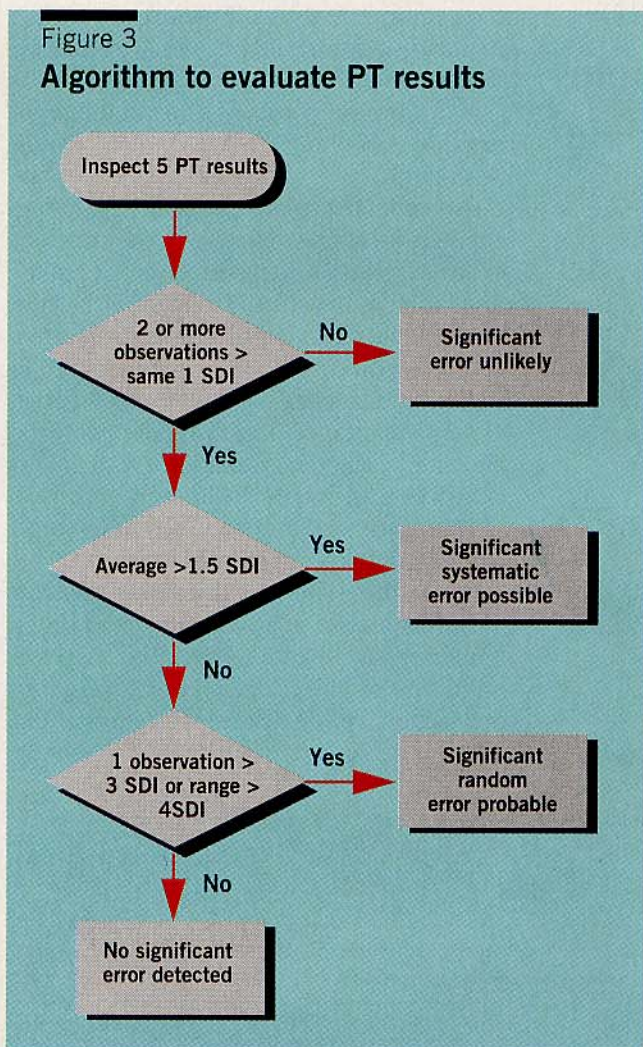 Figure 3
Algorithm to evaluate PT results
Inspect 5 PT results
2 or more
observations >
same 1 SDI
No
Significant
error unlikely
Yes
Average >1.5 SDI
Yes
Significant
systematic
error possible
No
1 observation >
3 SDI or range >
4SDI
Yes
Significant
random
error probable
No
No significant
error detected